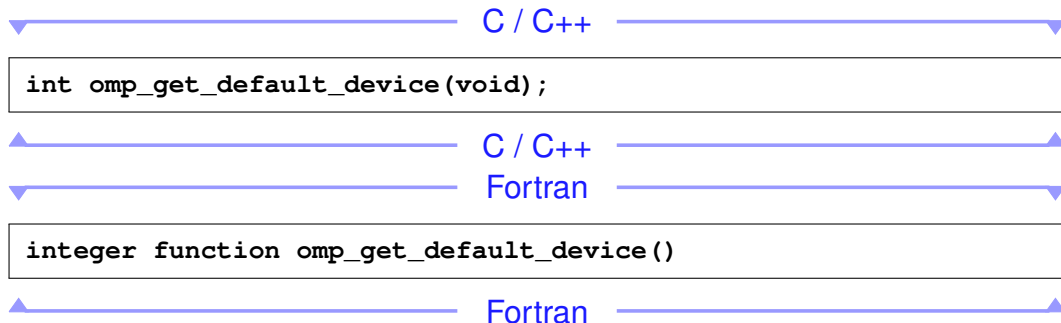 C / C++
int omp_get_default_device(void);
C / C++
Fortran
integer function omp_get_default_device()
Fortran